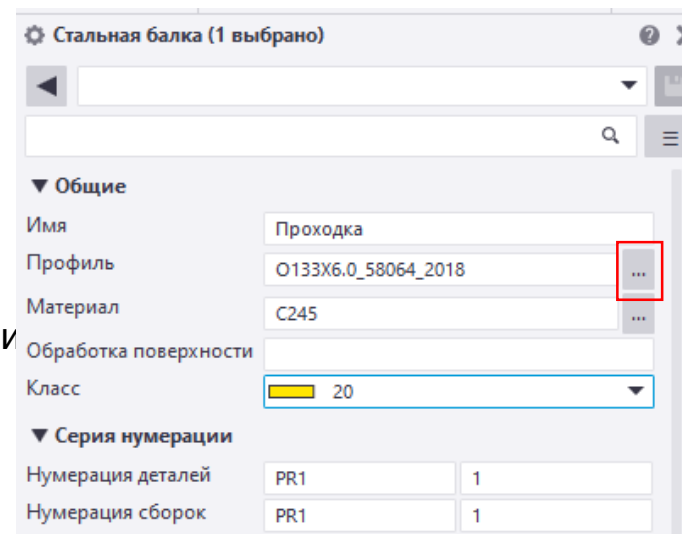 Стальная балка (1 выбрано)
▼ Общие
Имя Проходка
Профиль O133X6.0_58064_2018 ...
Материал C245 ...
и
Обработка поверхности
Класс 20
▼ Серия нумерации
Нумерация деталей PR1 1
Нумерация сборок PR1 1